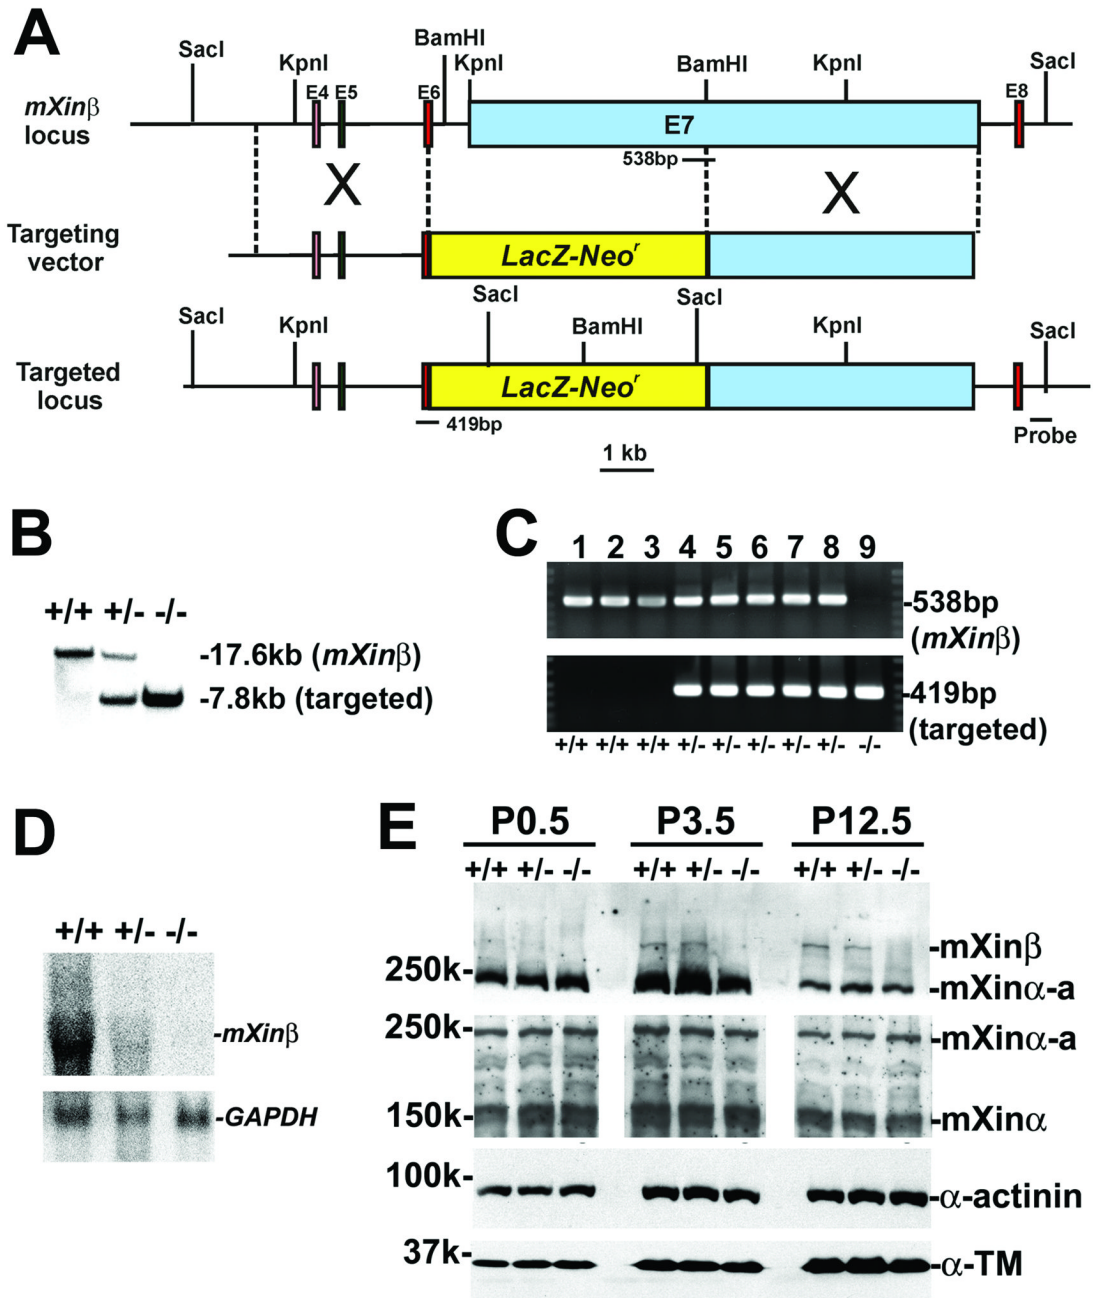 A
SacI KpnI BamHI KpnI BamHI KpnI SacI
E4 E5 E6 E8
mXinβ
locus
E7
538bp
X X
Targeting
vector
LacZ-Neoʳ
SacI KpnI SacI BamHI SacI KpnI SacI
Targeted
locus
LacZ-Neoʳ
419bp
Probe
1 kb
B
+/+ +/- -/-
-17.6kb (mXinβ)
-7.8kb (targeted)
C
1 2 3 4 5 6 7 8 9
-538bp
(mXinβ)
-419bp
(targeted)
+/+ +/+ +/+ +/- +/- +/- +/- +/- -/-
D
+/+ +/- -/-
-mXinβ
-GAPDH
E
P0.5 P3.5 P12.5
+/+ +/- -/- +/+ +/- -/- +/+ +/- -/-
-mXinβ
250k-
-mXinα-a
250k-
-mXinα-a
150k-
-mXinα
100k-
-α-actinin
37k-
-α-TM